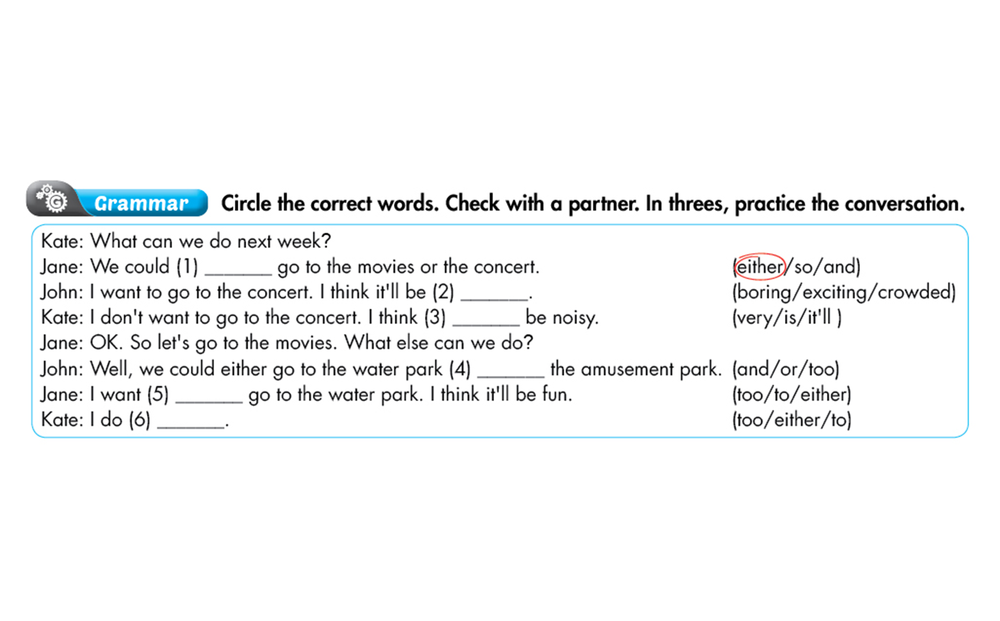 Grammar Circle the correct words. Check with a partner. In threes, practice the conversation.
Kate: What can we do next week?
Jane: We could (1) _______ go to the movies or the concert. (either/so/and)
John: I want to go to the concert. I think it'll be (2) _______. (boring/exciting/crowded)
Kate: I don't want to go to the concert. I think (3) _______ be noisy. (very/is/it'll )
Jane: OK. So let's go to the movies. What else can we do?
John: Well, we could either go to the water park (4) _______ the amusement park. (and/or/too)
Jane: I want (5) _______ go to the water park. I think it'll be fun. (too/to/either)
Kate: I do (6) _______. (too/either/to)